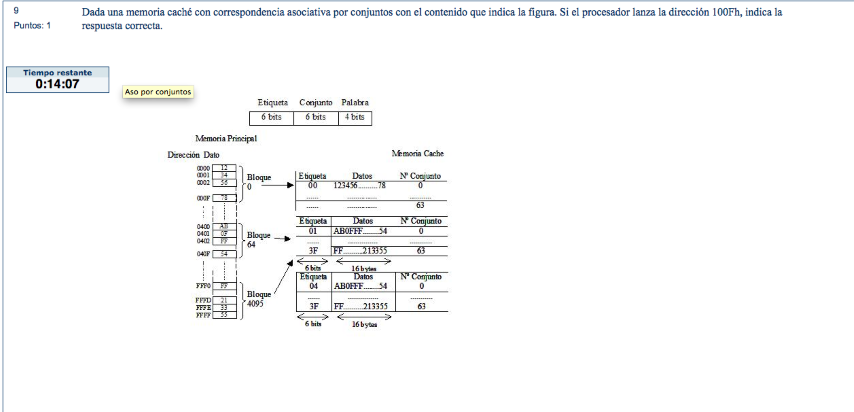 9
Puntos: 1
Dada una memoria caché con correspondencia asociativa por conjuntos con el contenido que indica la figura. Si el procesador lanza la dirección 100Fh, indica la
respuesta correcta.
Tiempo restante
0:14:07
Aso por conjuntos
Etiqueta Conjunto Palabra
6 bits 6 bits 4 bits
Memoria Principal
Dirección Dato
Memoria Cache
0000 12
0001 34
0002 56
000F 78
Bloque
0
Etiqueta Datos Nº Conjunto
00 123456..........78 0
63
0400 AB
0401 0F
0402 FF
040F 54
Bloque
64
Etiqueta Datos Nº Conjunto
01 AB0FFF........54 0
3F FF..........213355 63
6 bits 16 bytes
FFF0 FF
FFFD 21
FFFE 33
FFFF 55
Bloque
4095
Etiqueta Datos Nº Conjunto
04 AB0FFF......54 0
3F FF..........213355 63
6 bits 16 bytes